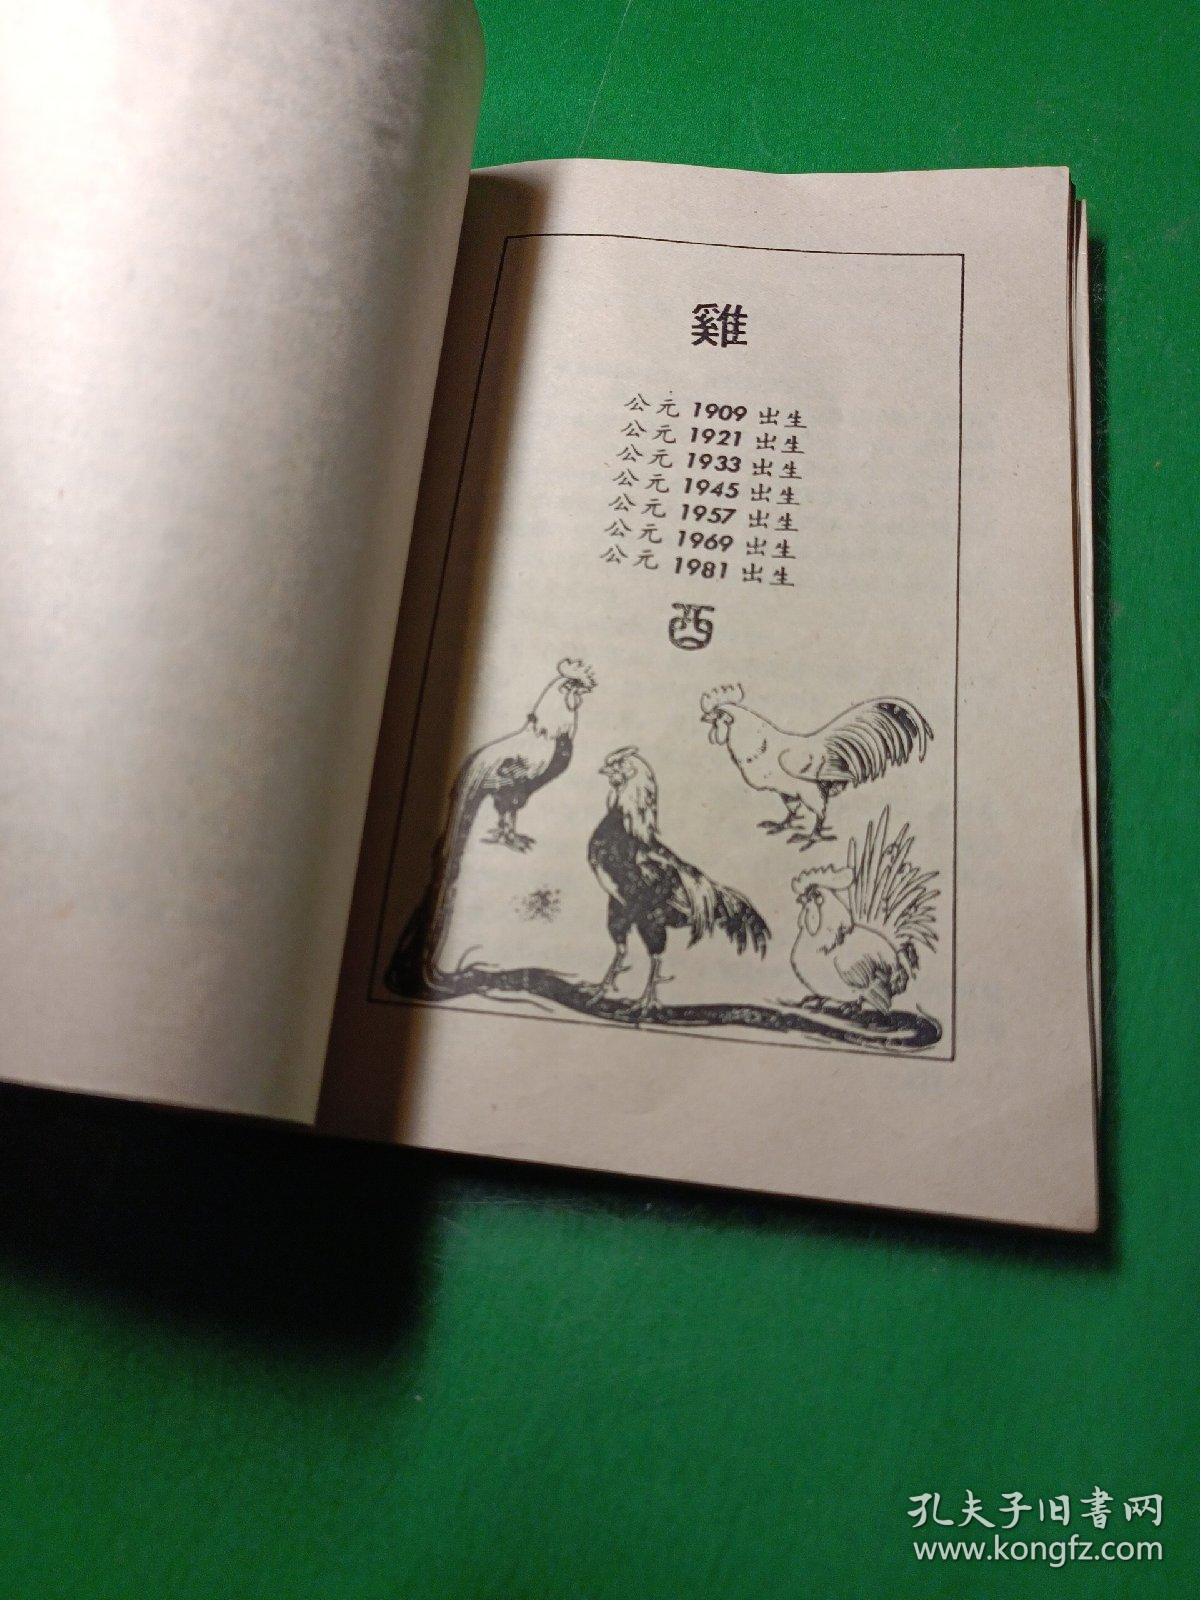 雞
公元 1909 出生
公元 1921 出生
公元 1933 出生
公元 1945 出生
公元 1957 出生
公元 1969 出生
公元 1981 出生
酉
孔夫子旧書网
www.kongfz.com